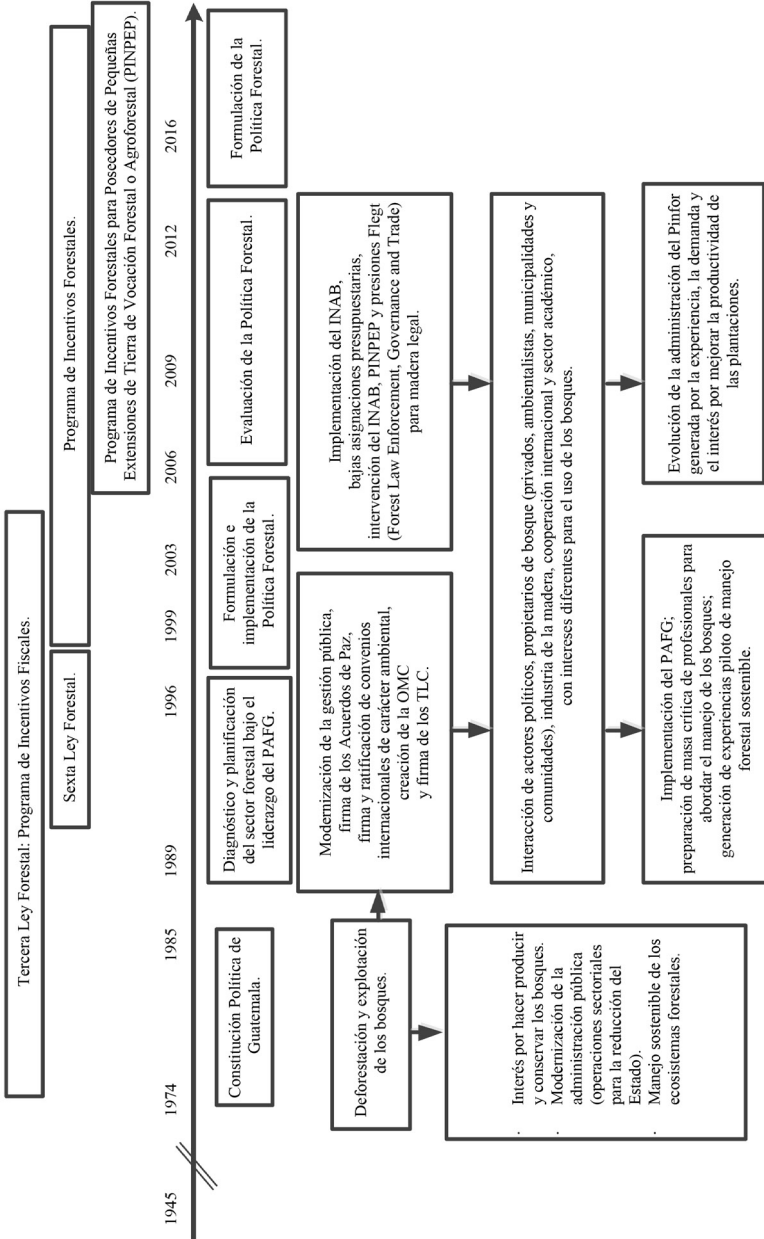 Tercera Ley Forestal: Programa de Incentivos Fiscales.
Sexta Ley Forestal.
Programa de Incentivos Forestales.
Programa de Incentivos Forestales para Poseedores de Pequeñas
Extensiones de Tierra de Vocación Forestal o Agroforestal (PINPEP).
1945
1974
1985
1989
1996
1999
2003
2006
2009
2012
2016
Constitución Política de
Guatemala.
Diagnóstico y planificación
del sector forestal bajo el
liderazgo del PAFG.
Formulación e
implementación de la
Política Forestal.
Evaluación de la Política Forestal.
Formulación de la
Política Forestal.
Deforestación y explotación
de los bosques.
Modernización de la gestión pública,
firma de los Acuerdos de Paz,
firma y ratificación de convenios
internacionales de carácter ambiental,
creación de la OMC
y firma de los TLC.
Implementación del INAB,
bajas asignaciones presupuestarias,
intervención del INAB, PINPEP y presiones Flegt
(Forest Law Enforcement, Governance and Trade)
para madera legal.
· Interés por hacer producir
y conservar los bosques.
· Modernización de la
administración pública
(operaciones sectoriales
para la reducción del
Estado).
· Manejo sostenible de los
ecosistemas forestales.
Interacción de actores políticos, propietarios de bosque (privados, ambientalistas, municipalidades y
comunidades), industria de la madera, cooperación internacional y sector académico,
con intereses diferentes para el uso de los bosques.
Implementación del PAFG;
preparación de masa crítica de profesionales para
abordar el manejo de los bosques;
generación de experiencias piloto de manejo
forestal sostenible.
Evolución de la administración del Pinfor
generada por la experiencia, la demanda y
el interés por mejorar la productividad de
las plantaciones.